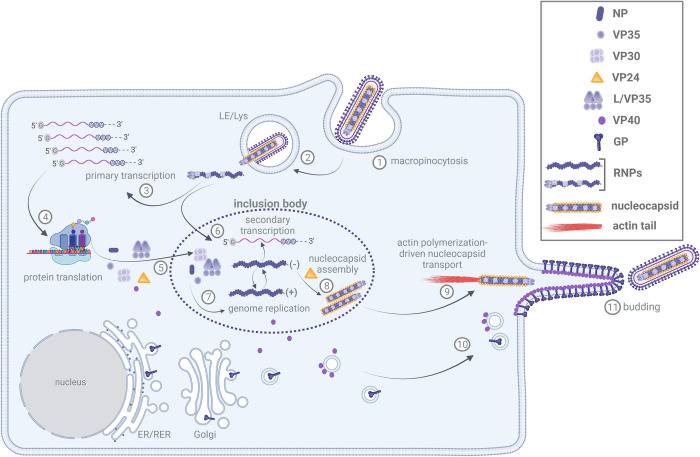 NP
VP35
VP30
VP24
L/VP35
VP40
GP
RNPs
nucleocapsid
actin tail
LE/Lys
1 macropinocytosis
2
5' 3'
5' 3'
5' 3'
5' 3'
primary transcription
3
4
protein translation
5
6
inclusion body
secondary
transcription
5' 3'
(-)
nucleocapsid
assembly
8
(+)
7
genome replication
actin polymerization-
driven nucleocapsid
transport
9
10
11 budding
nucleus
ER/RER
Golgi